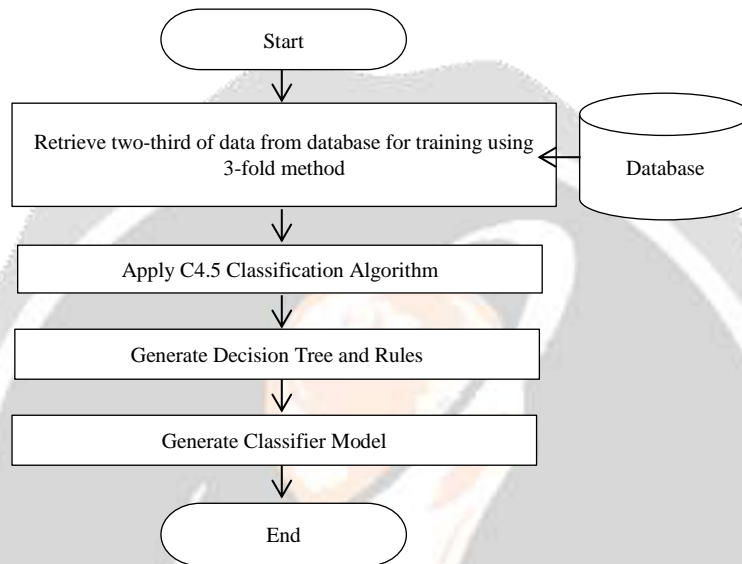 Start
Retrieve two-third of data from database for training using
3-fold method
Database
Apply C4.5 Classification Algorithm
Generate Decision Tree and Rules
Generate Classifier Model
End